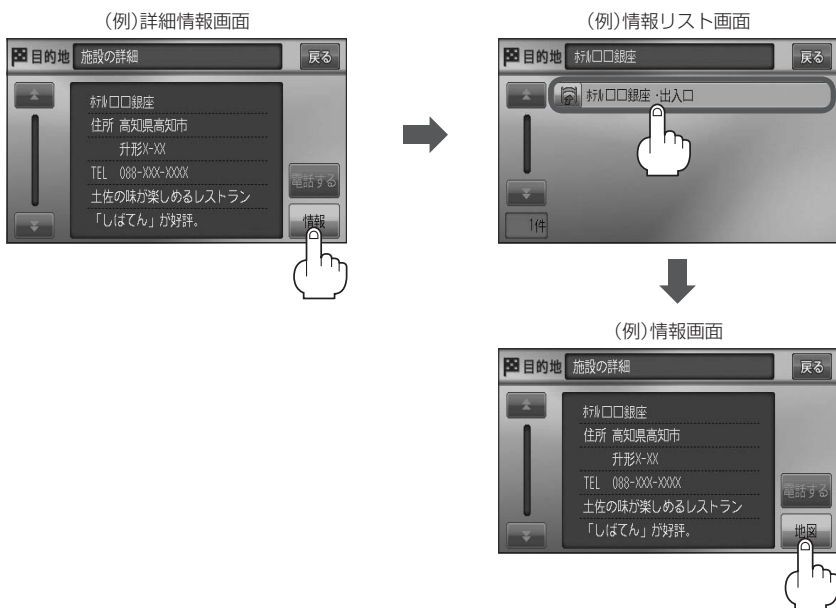 (例)詳細情報画面
目的地 施設の詳細 戻る
ﾎﾃﾙ□□銀座
住所 高知県高知市
升形X-XX
TEL 088-XXX-XXXX
土佐の味が楽しめるレストラン
「しばてん」が好評。
電話する
情報
(例)情報リスト画面
目的地 ﾎﾃﾙ□□銀座 戻る
ﾎﾃﾙ□□銀座・出入口
1件
(例)情報画面
目的地 施設の詳細 戻る
ﾎﾃﾙ□□銀座
住所 高知県高知市
升形X-XX
TEL 088-XXX-XXXX
土佐の味が楽しめるレストラン
「しばてん」が好評。
電話する
地図